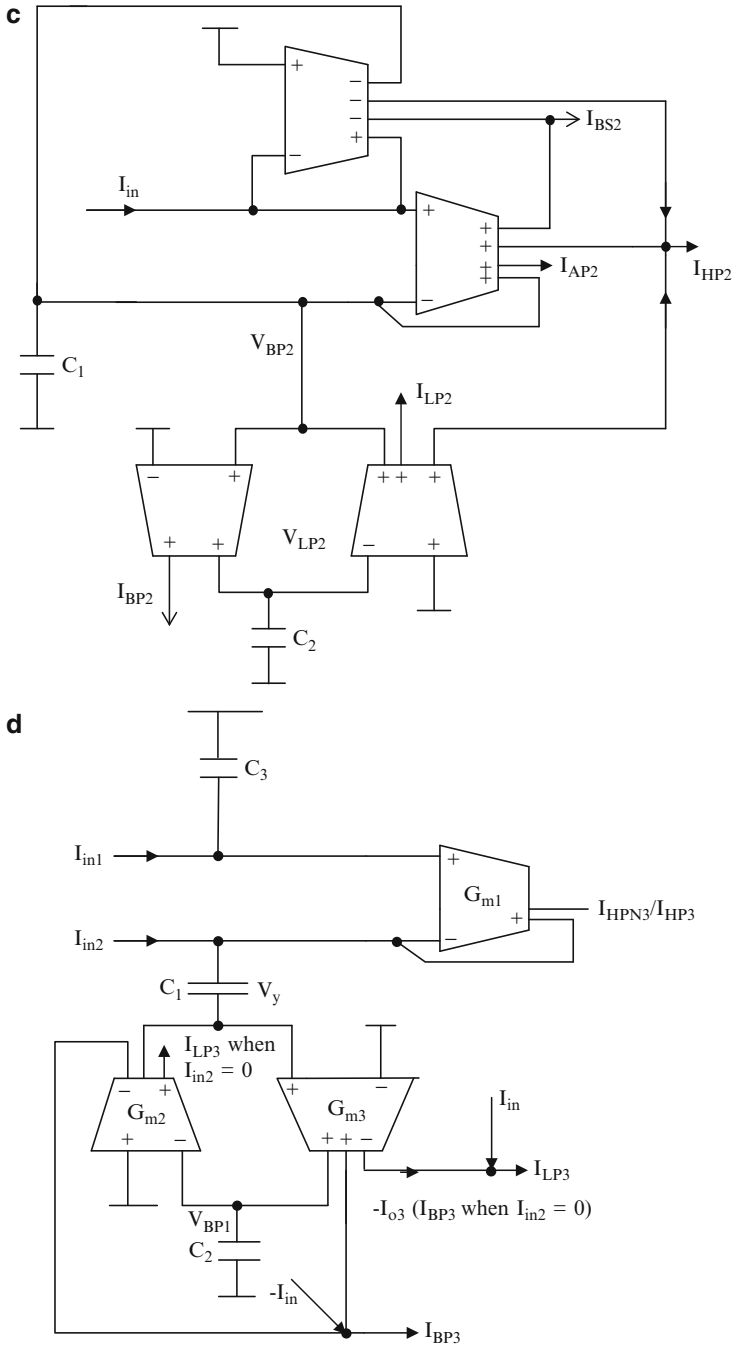 c
+
−
−
−
I_BS2
+
−
I_in
+
+
+
+
+
I_AP2
I_HP2
−
V_BP2
C_1
I_LP2
−
+
+ +
+
V_LP2
+
+
−
+
I_BP2
C_2
d
C_3
I_in1
+
G_m1
+
I_HPN3/I_HP3
I_in2
−
C_1
V_y
I_LP3 when
I_in2 = 0
−
+
+
−
I_in
G_m2
G_m3
+
−
+ + −
I_LP3
-I_o3 (I_BP3 when I_in2 = 0)
V_BP1
C_2
-I_in
I_BP3